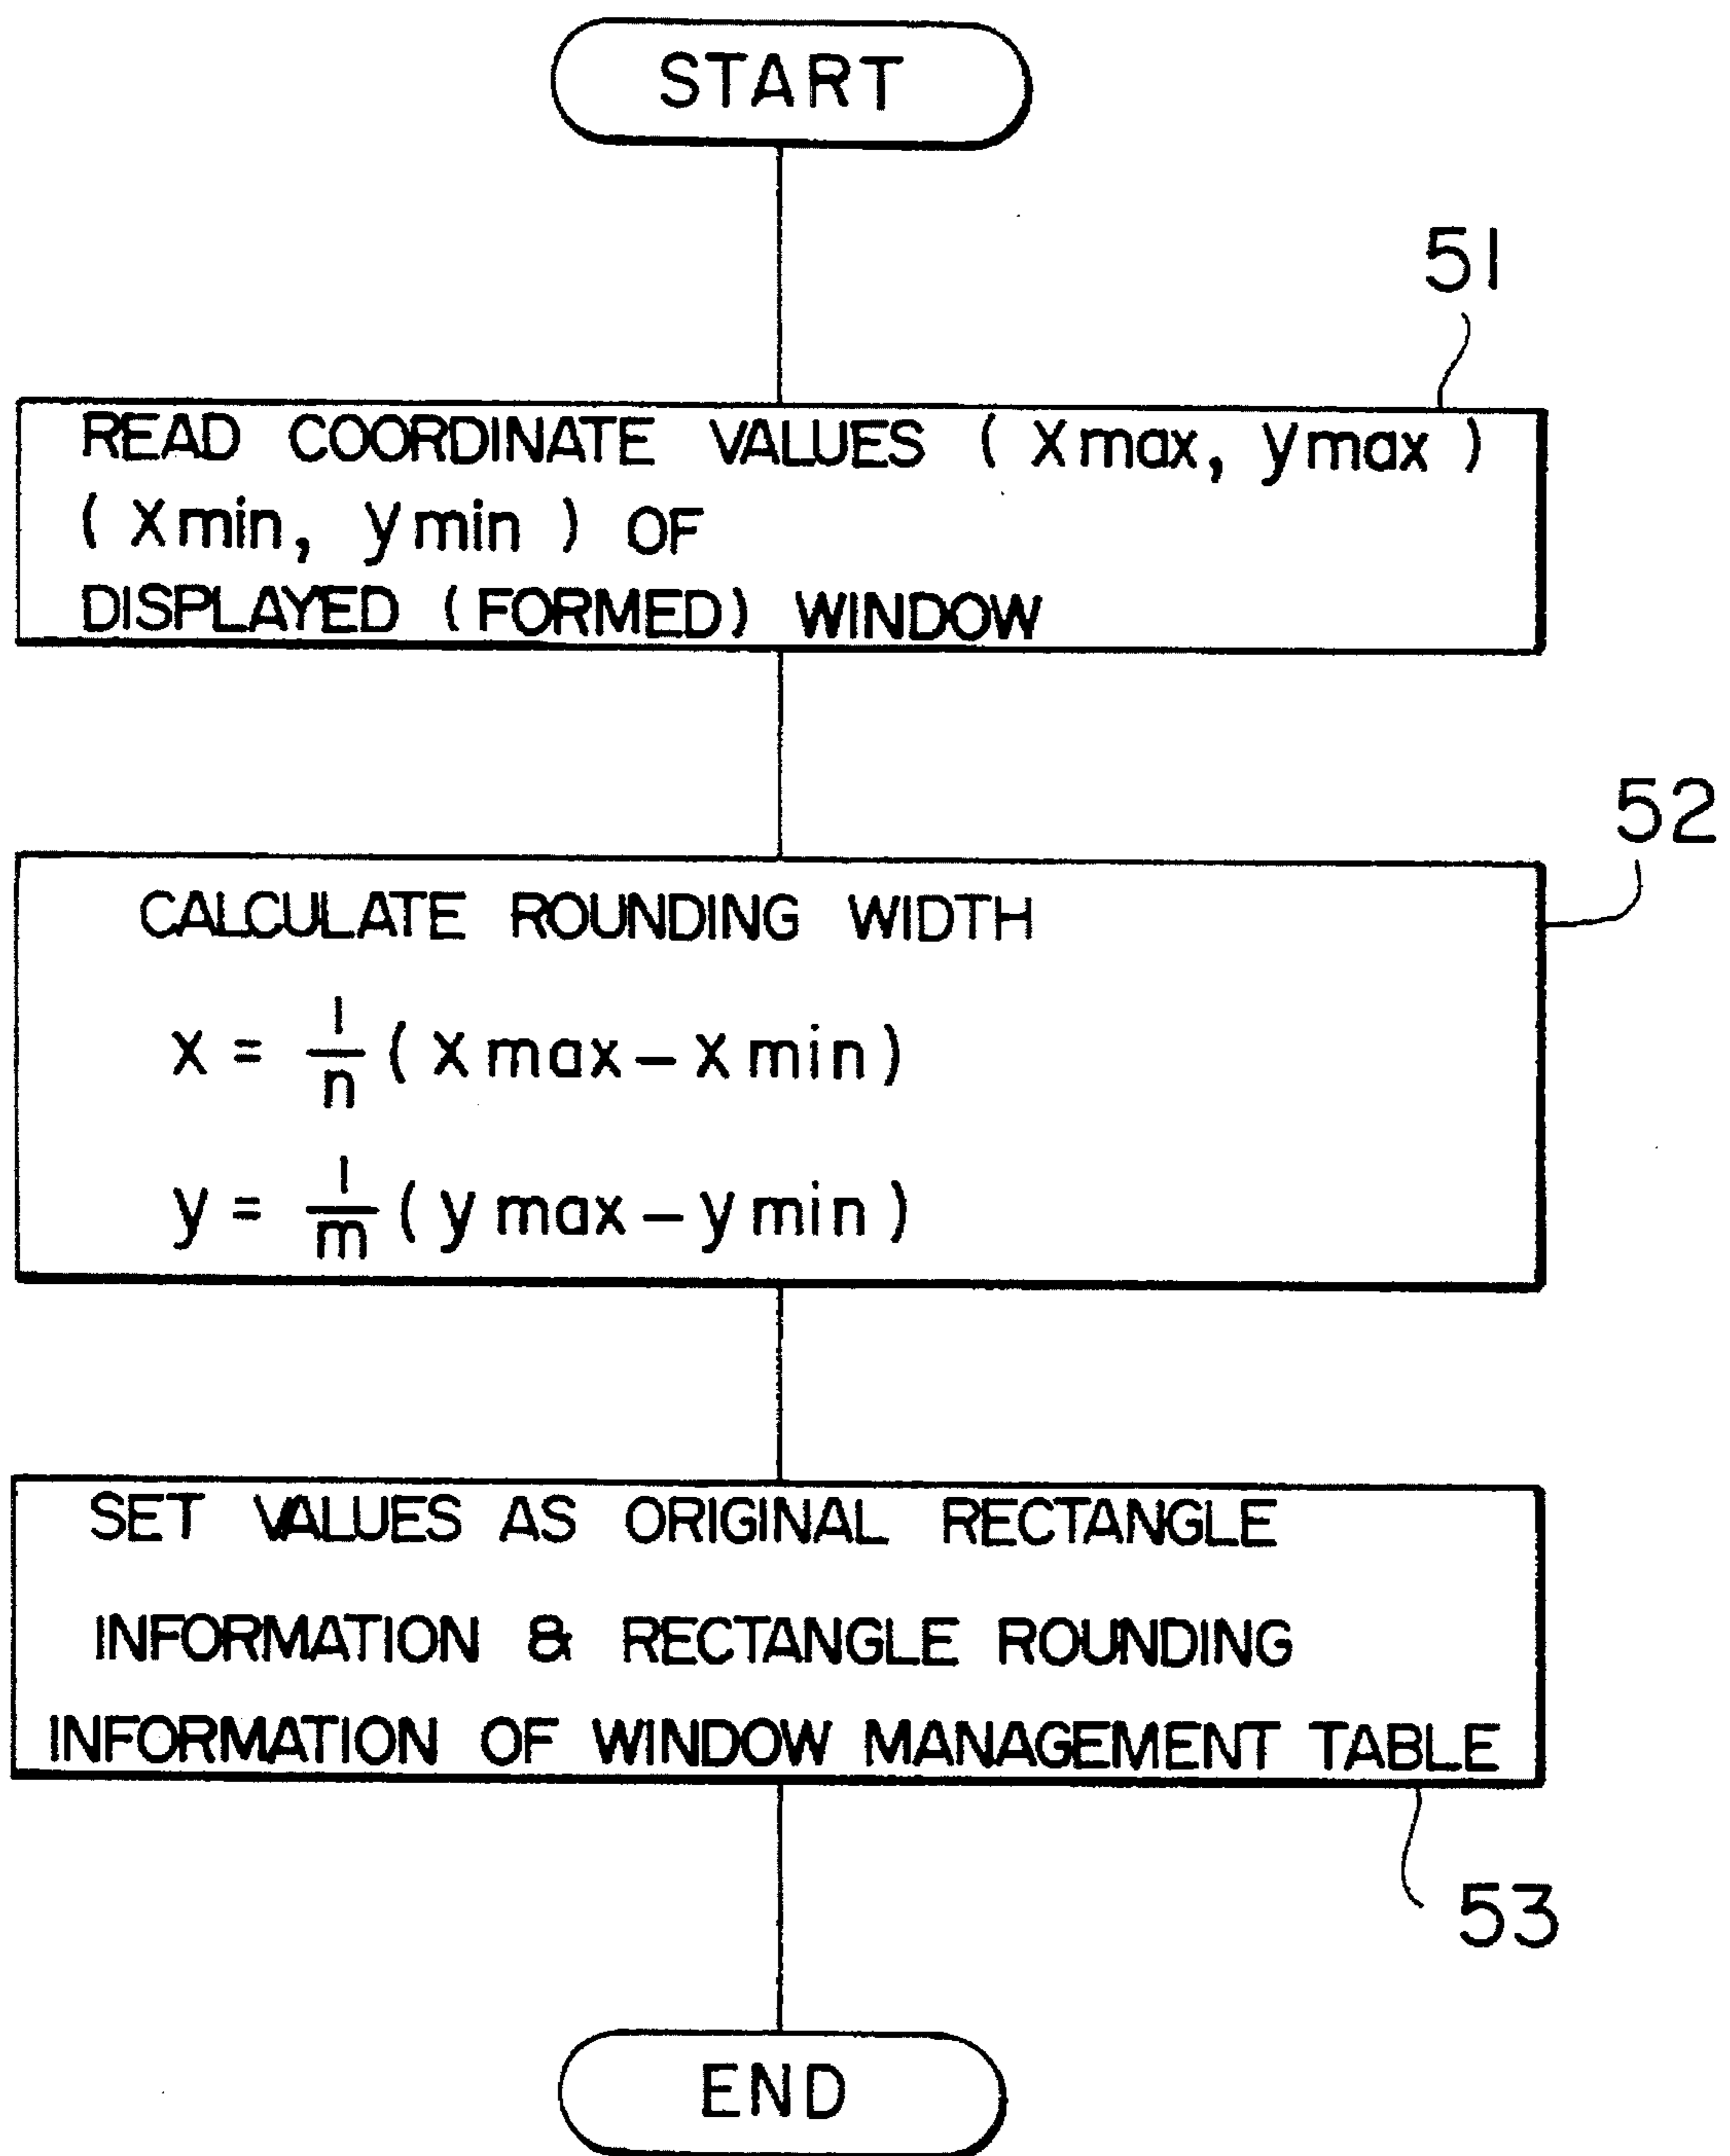 START
51
READ COORDINATE VALUES ( xmax, ymax )
( xmin, ymin ) OF
DISPLAYED (FORMED) WINDOW
52
CALCULATE ROUNDING WIDTH
x = 1/n ( x max – x min )
y = 1/m ( y max – y min )
SET VALUES AS ORIGINAL RECTANGLE
INFORMATION & RECTANGLE ROUNDING
INFORMATION OF WINDOW MANAGEMENT TABLE
53
END